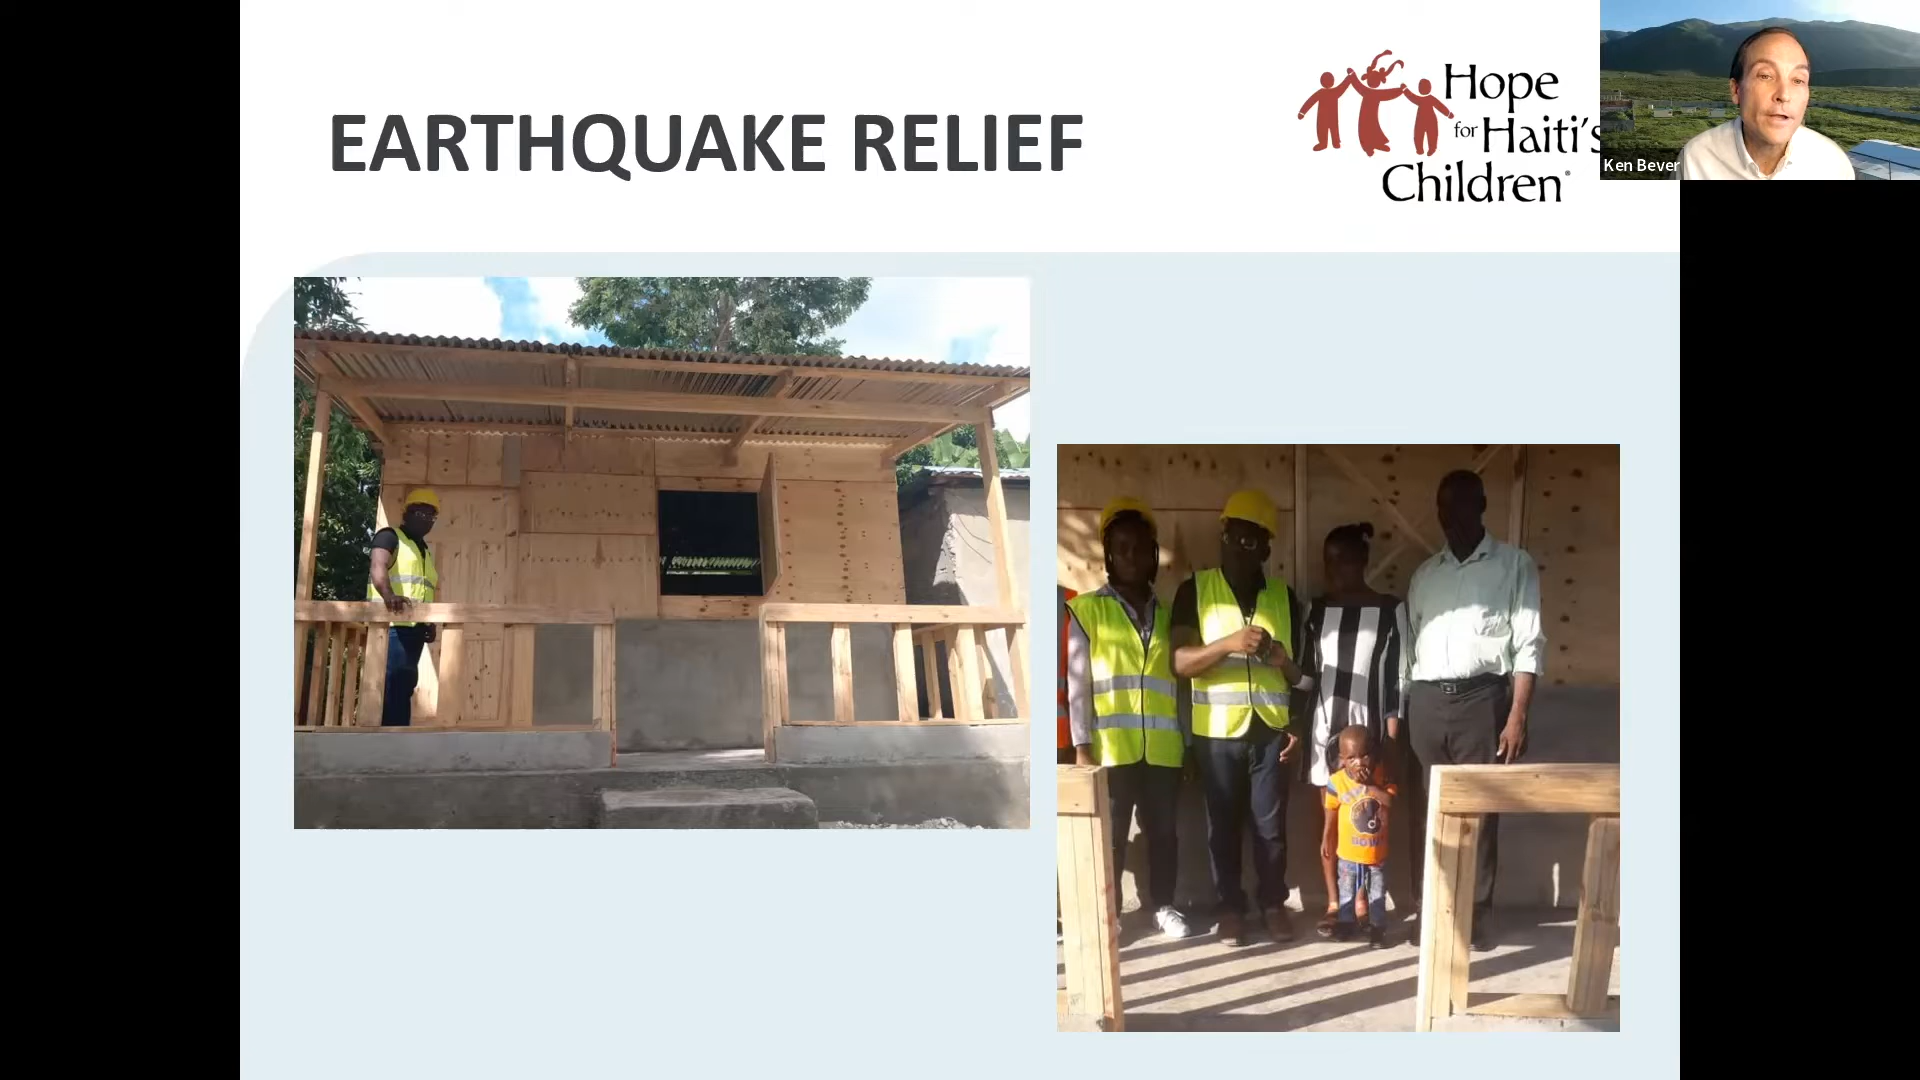 EARTHQUAKE RELIEF
Hope
for Haiti's
Children
Ken Bever